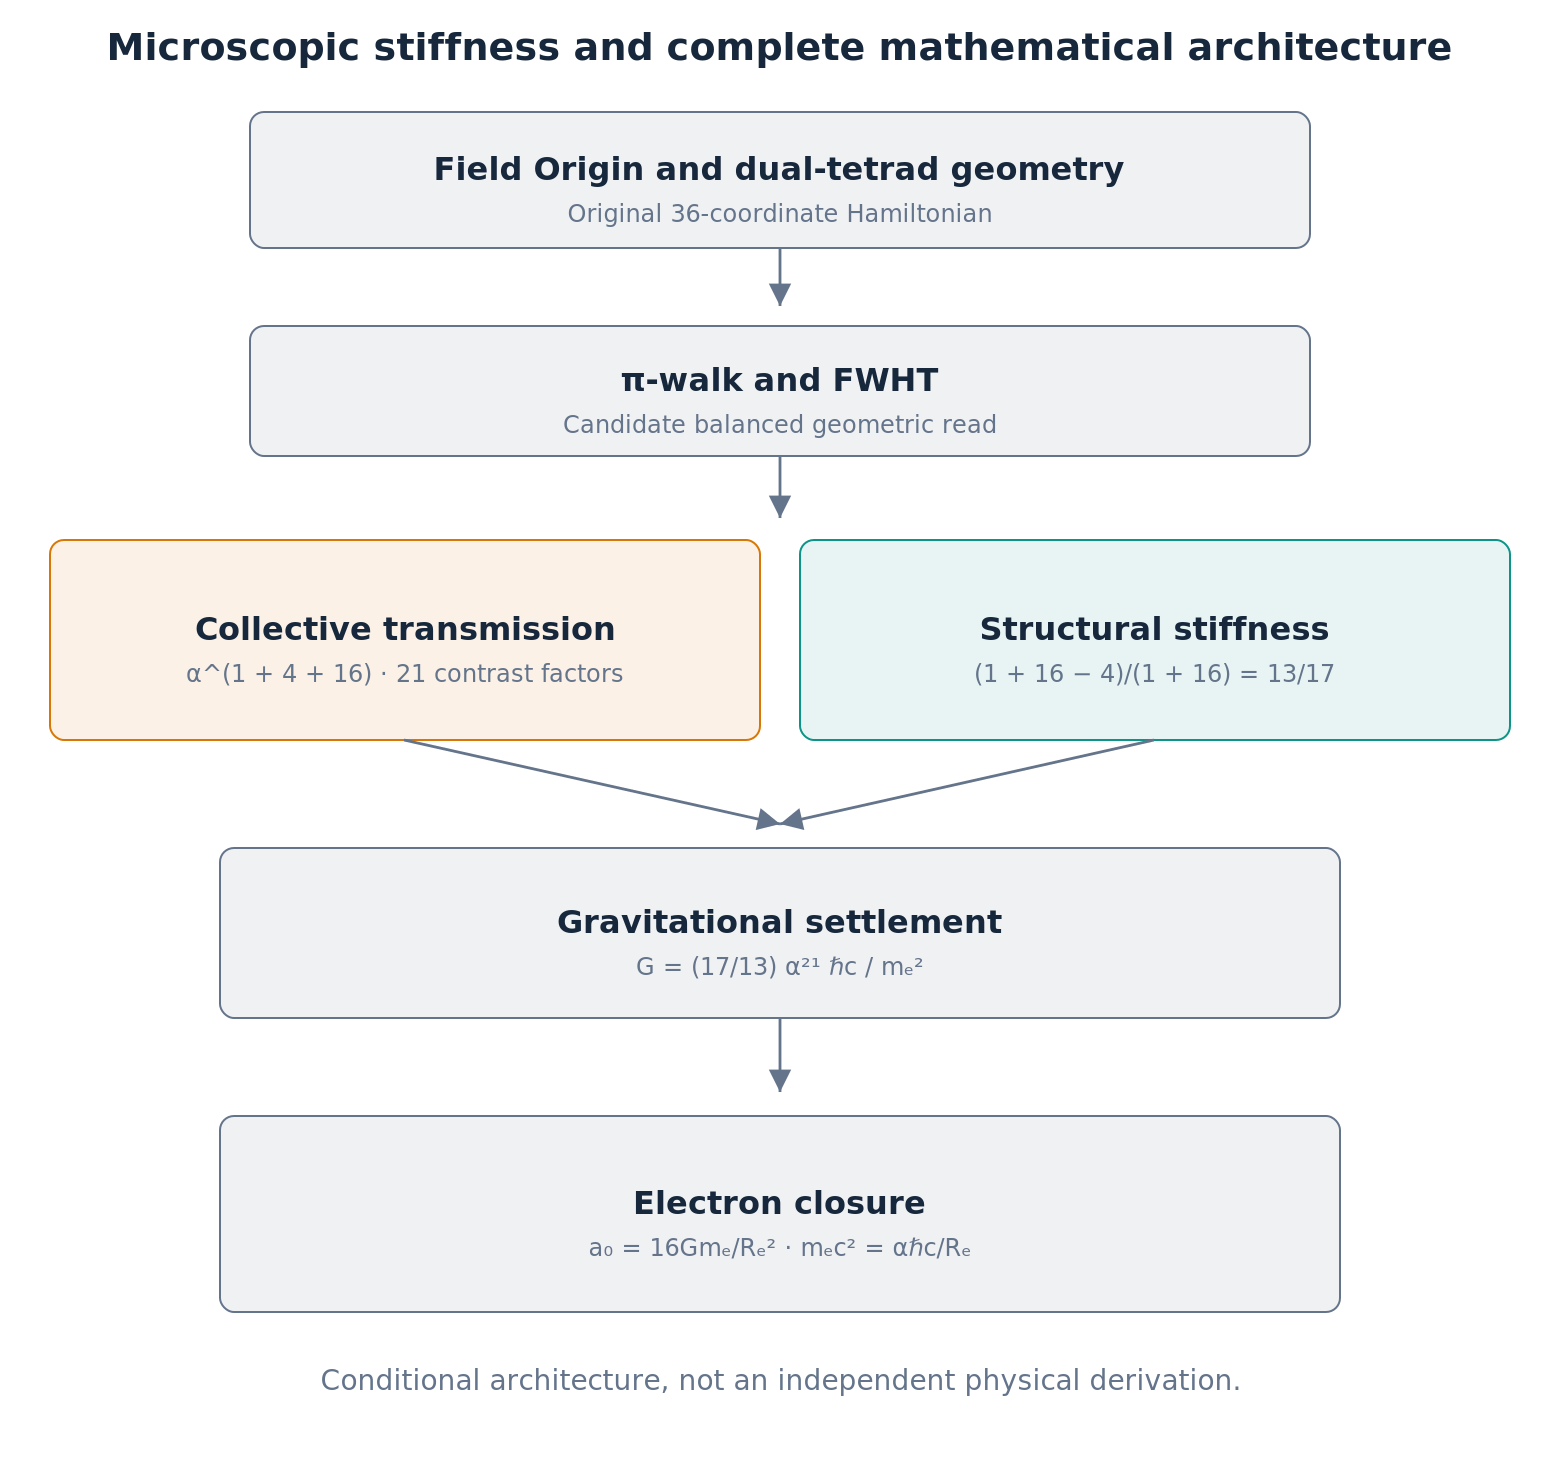 Microscopic stiffness and complete mathematical architecture
Field Origin and dual-tetrad geometry
Original 36-coordinate Hamiltonian
π-walk and FWHT
Candidate balanced geometric read
Collective transmission
α^(1 + 4 + 16) · 21 contrast factors
Structural stiffness
(1 + 16 − 4)/(1 + 16) = 13/17
Gravitational settlement
G = (17/13) α²¹ ℏc / mₑ²
Electron closure
a₀ = 16Gmₑ/Rₑ² · mₑc² = αℏc/Rₑ
Conditional architecture, not an independent physical derivation.